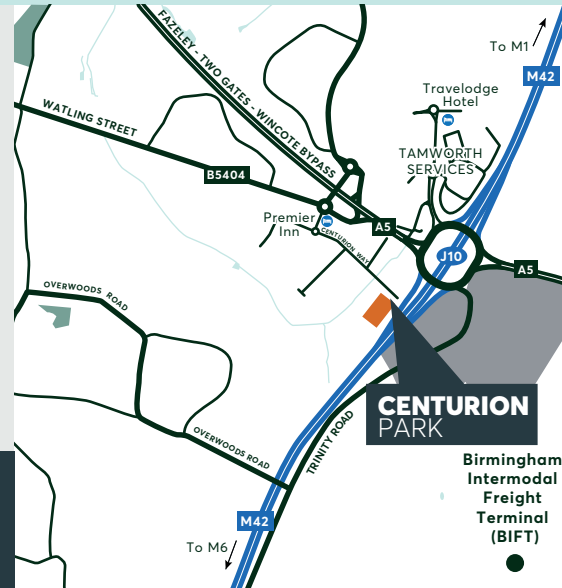 To M1
M42
FAZELEY - TWO GATES - WINCOTE BYPASS
Travelodge
Hotel
WATLING STREET
TAMWORTH
SERVICES
B5404
Premier
Inn
A5
CENTURION WAY
J10
A5
OVERWOODS ROAD
CENTURION
PARK
OVERWOODS ROAD
TRINITY ROAD
Birmingham
Intermodal
Freight
Terminal
(BIFT)
M42
To M6